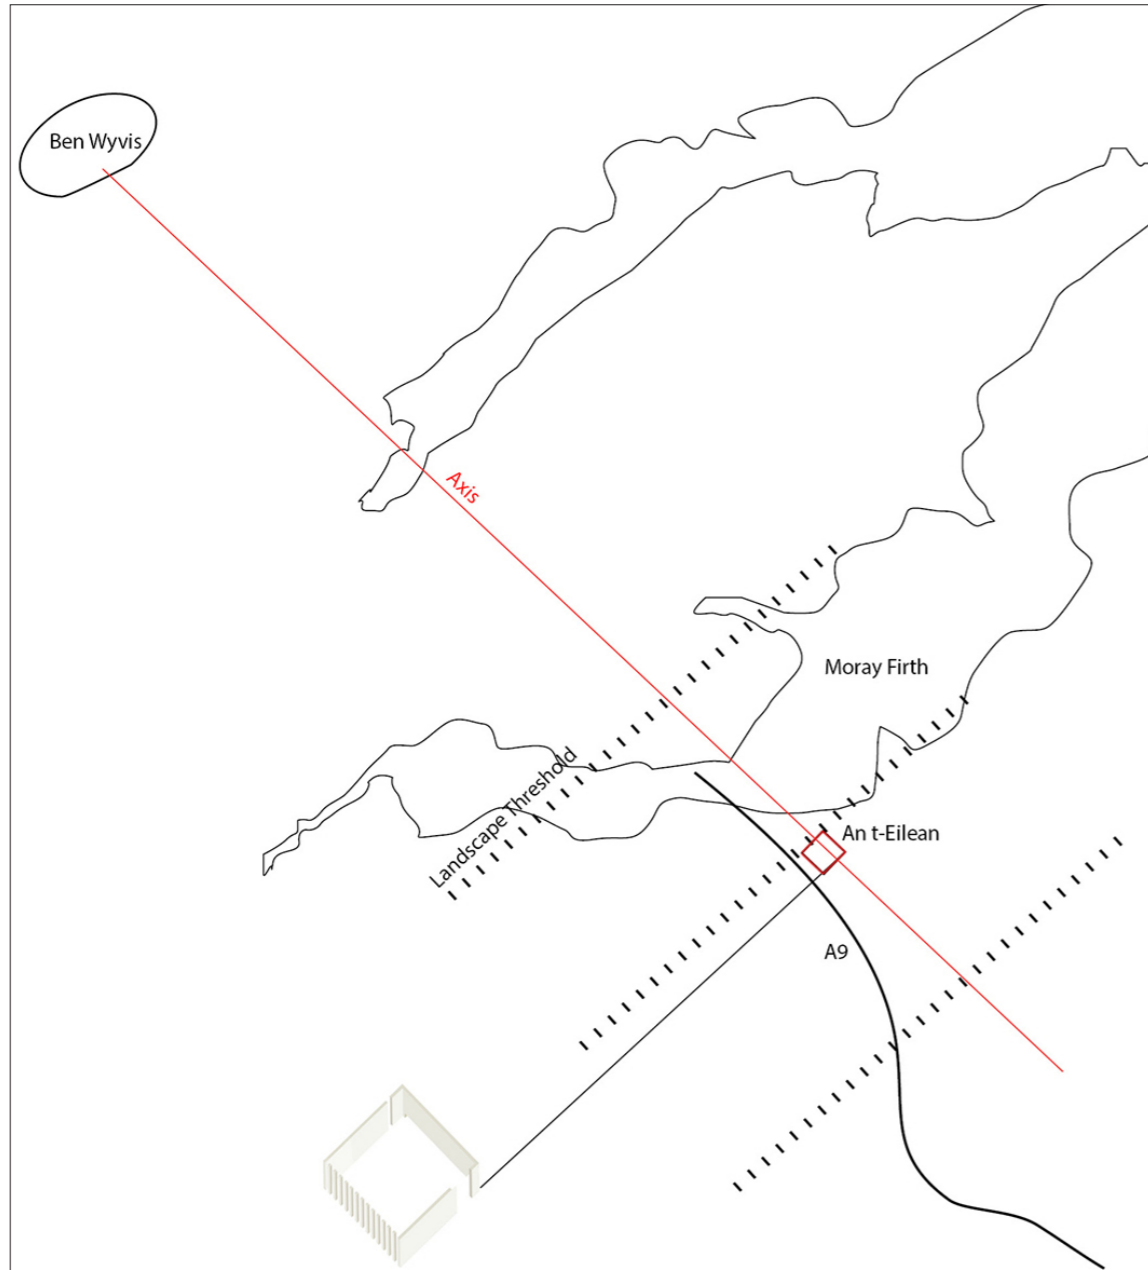 Ben Wyvis
Axis
Moray Firth
Landscape Threshold
An t-Eilean
A9